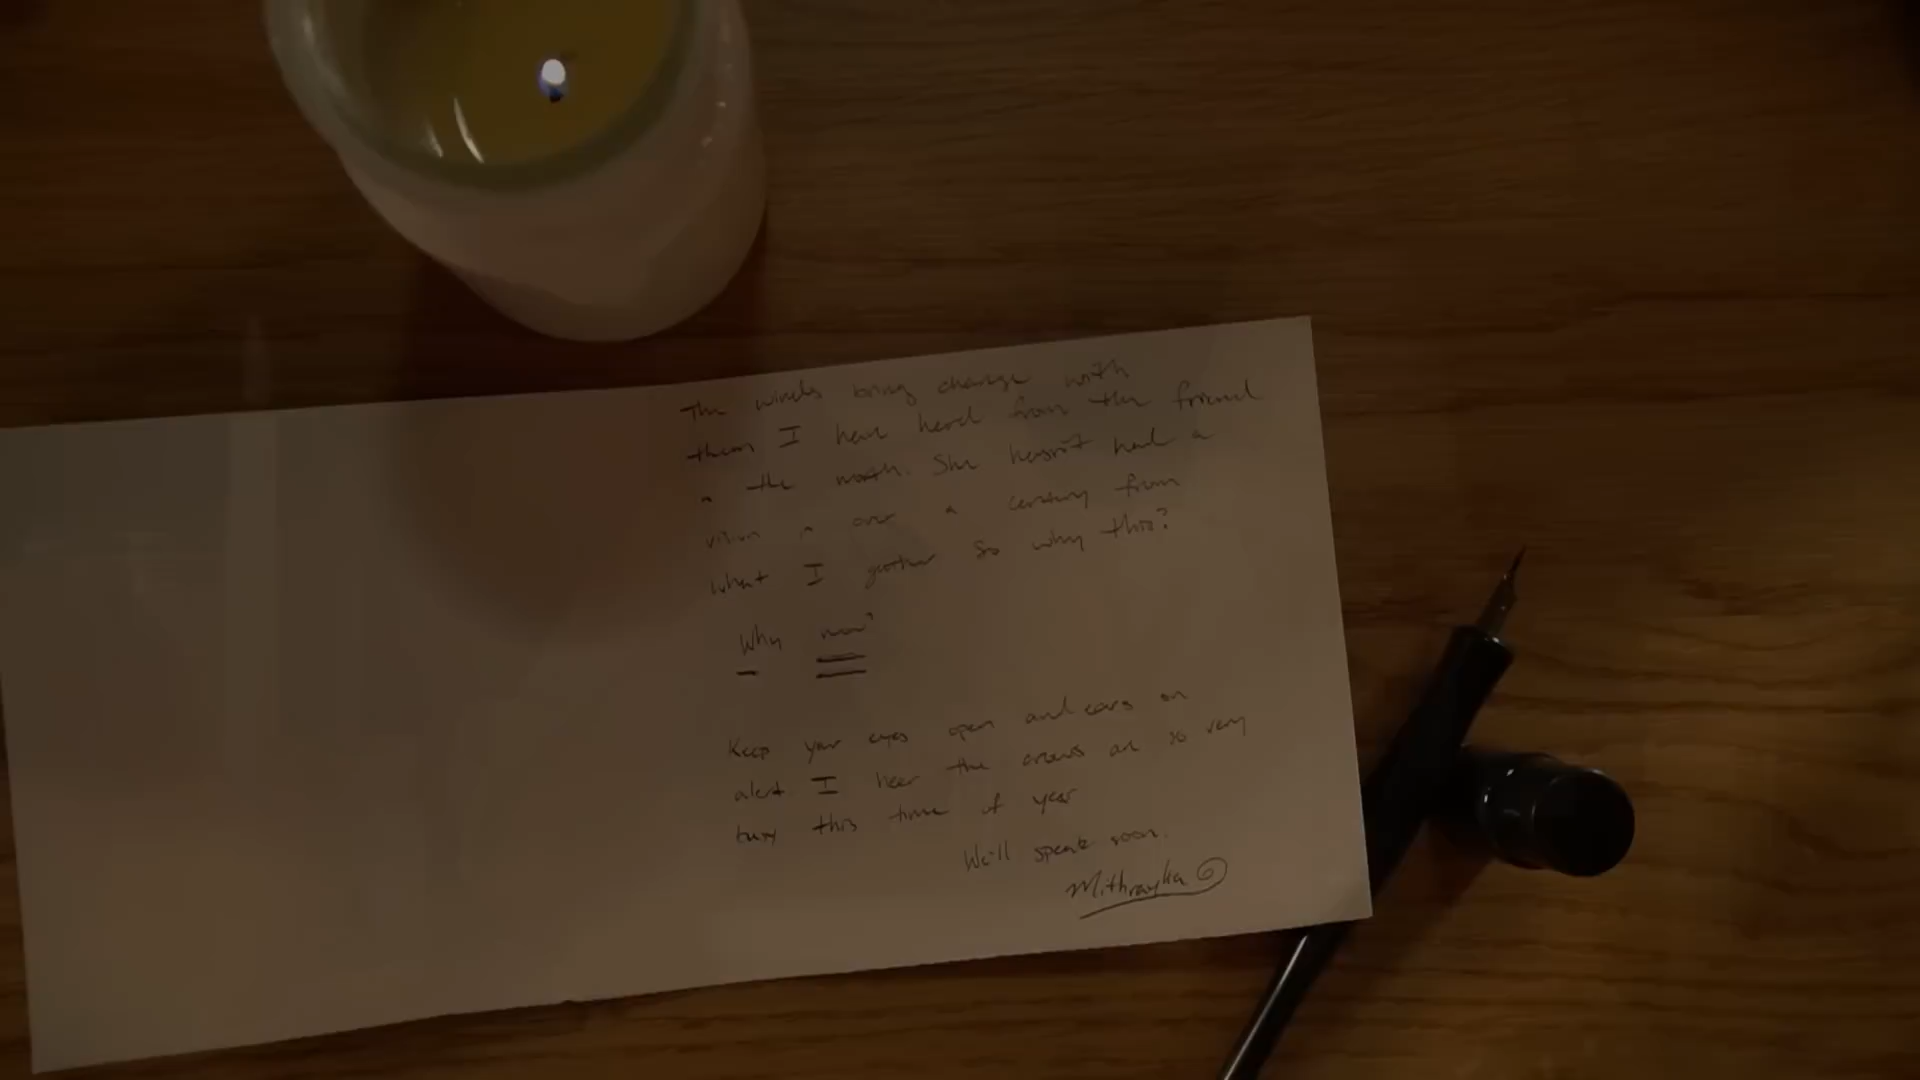 The winds bring change with
them I have heard from the friend
in the north. She hasn't had a
vision in over a century from
what I gather so why this?
Why now?
Keep your eyes open and ears on
alert. I hear the crows are so very
busy this time of year
We'll speak soon.
Mithrayka